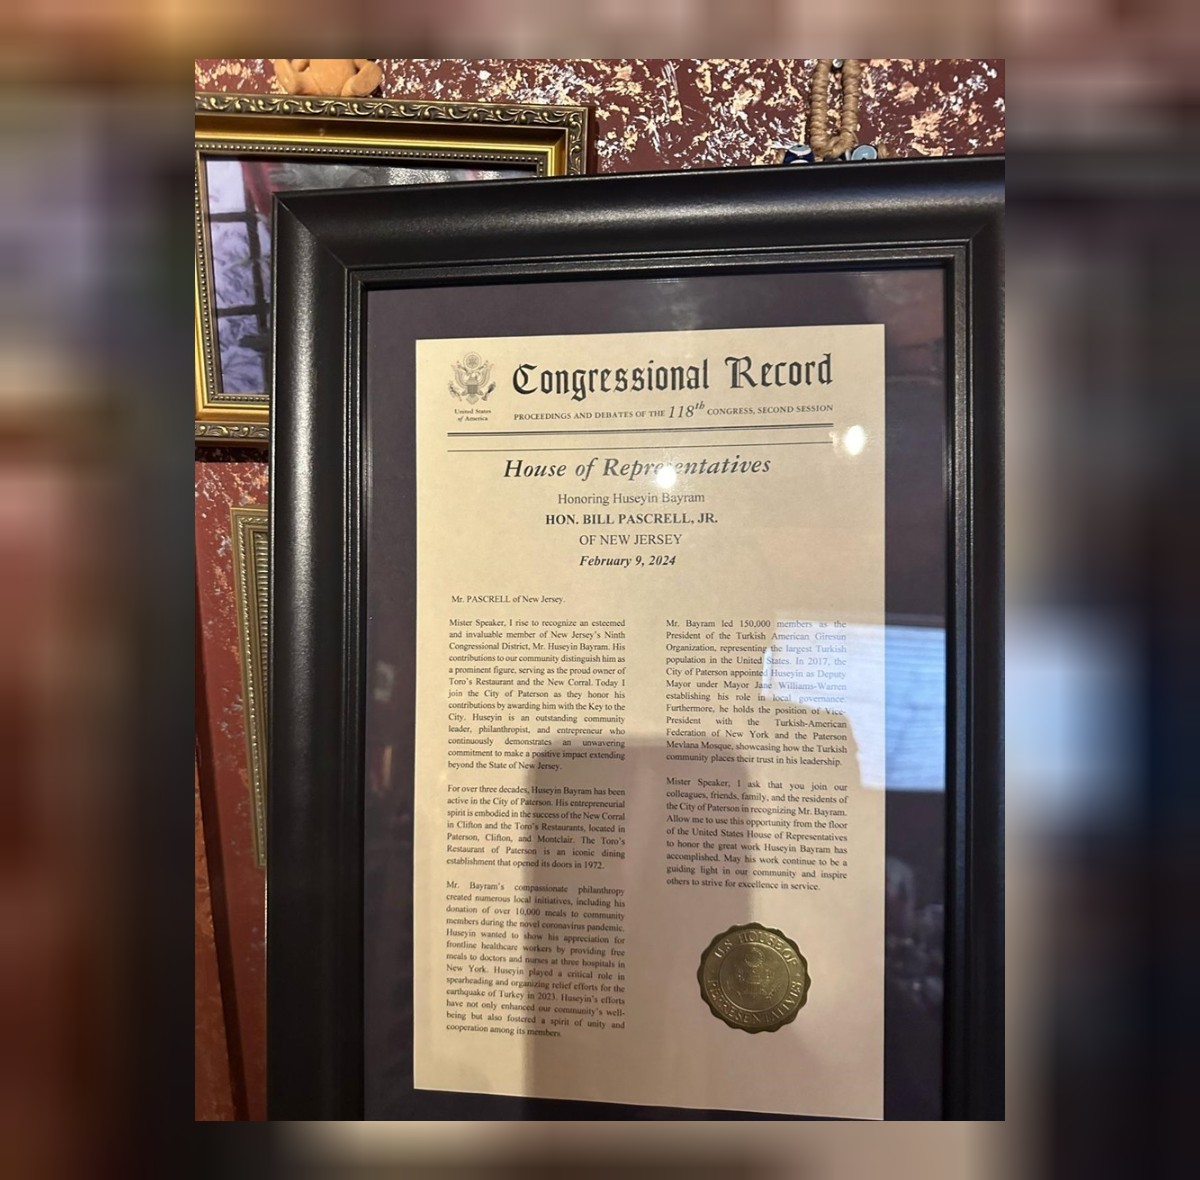 Congressional Record
United States
of America
PROCEEDINGS AND DEBATES OF THE 118th CONGRESS, SECOND SESSION
House of Representatives
Honoring Huseyin Bayram
HON. BILL PASCRELL, JR.
OF NEW JERSEY
February 9, 2024
Mr. PASCRELL of New Jersey.
Mister Speaker, I rise to recognize an esteemed
and invaluable member of New Jersey's Ninth
Congressional District, Mr. Huseyin Bayram. His
contributions to our community distinguish him as
a prominent figure, serving as the proud owner of
Toro's Restaurant and the New Corral. Today I
join the City of Paterson as they honor his
contributions by awarding him with the Key to the
City. Huseyin is an outstanding community
leader, philanthropist, and entrepreneur who
continuously demonstrates an unwavering
commitment to make a positive impact extending
beyond the State of New Jersey.
For over three decades, Huseyin Bayram has been
active in the City of Paterson. His entrepreneurial
spirit is embodied in the success of the New Corral
in Clifton and the Toro's Restaurants, located in
Paterson, Clifton, and Montclair. The Toro's
Restaurant of Paterson is an iconic dining
establishment that opened its doors in 1972.
Mr. Bayram's compassionate philanthropy
created numerous local initiatives, including his
donation of over 10,000 meals to community
members during the novel coronavirus pandemic.
Huseyin wanted to show his appreciation for
frontline healthcare workers by providing free
meals to doctors and nurses at three hospitals in
New York. Huseyin played a critical role in
spearheading and organizing relief efforts for the
earthquake of Turkey in 2023. Huseyin's efforts
have not only enhanced our community's well-
being but also fostered a spirit of unity and
cooperation among its members.
Mr. Bayram led 150,000 members as the
President of the Turkish American Giresun
Organization, representing the largest Turkish
population in the United States. In 2017, the
City of Paterson appointed Huseyin as Deputy
Mayor under Mayor Jane Williams-Warren
establishing his role in local governance.
Furthermore, he holds the position of Vice-
President with the Turkish-American
Federation of New York and the Paterson
Mevlana Mosque, showcasing how the Turkish
community places their trust in his leadership.
Mister Speaker, I ask that you join our
colleagues, friends, family, and the residents of
the City of Paterson in recognizing Mr. Bayram.
Allow me to use this opportunity from the floor
of the United States House of Representatives
to honor the great work Huseyin Bayram has
accomplished. May his work continue to be a
guiding light in our community and inspire
others to strive for excellence in service.
U.S. HOUSE OF
REPRESENTATIVES